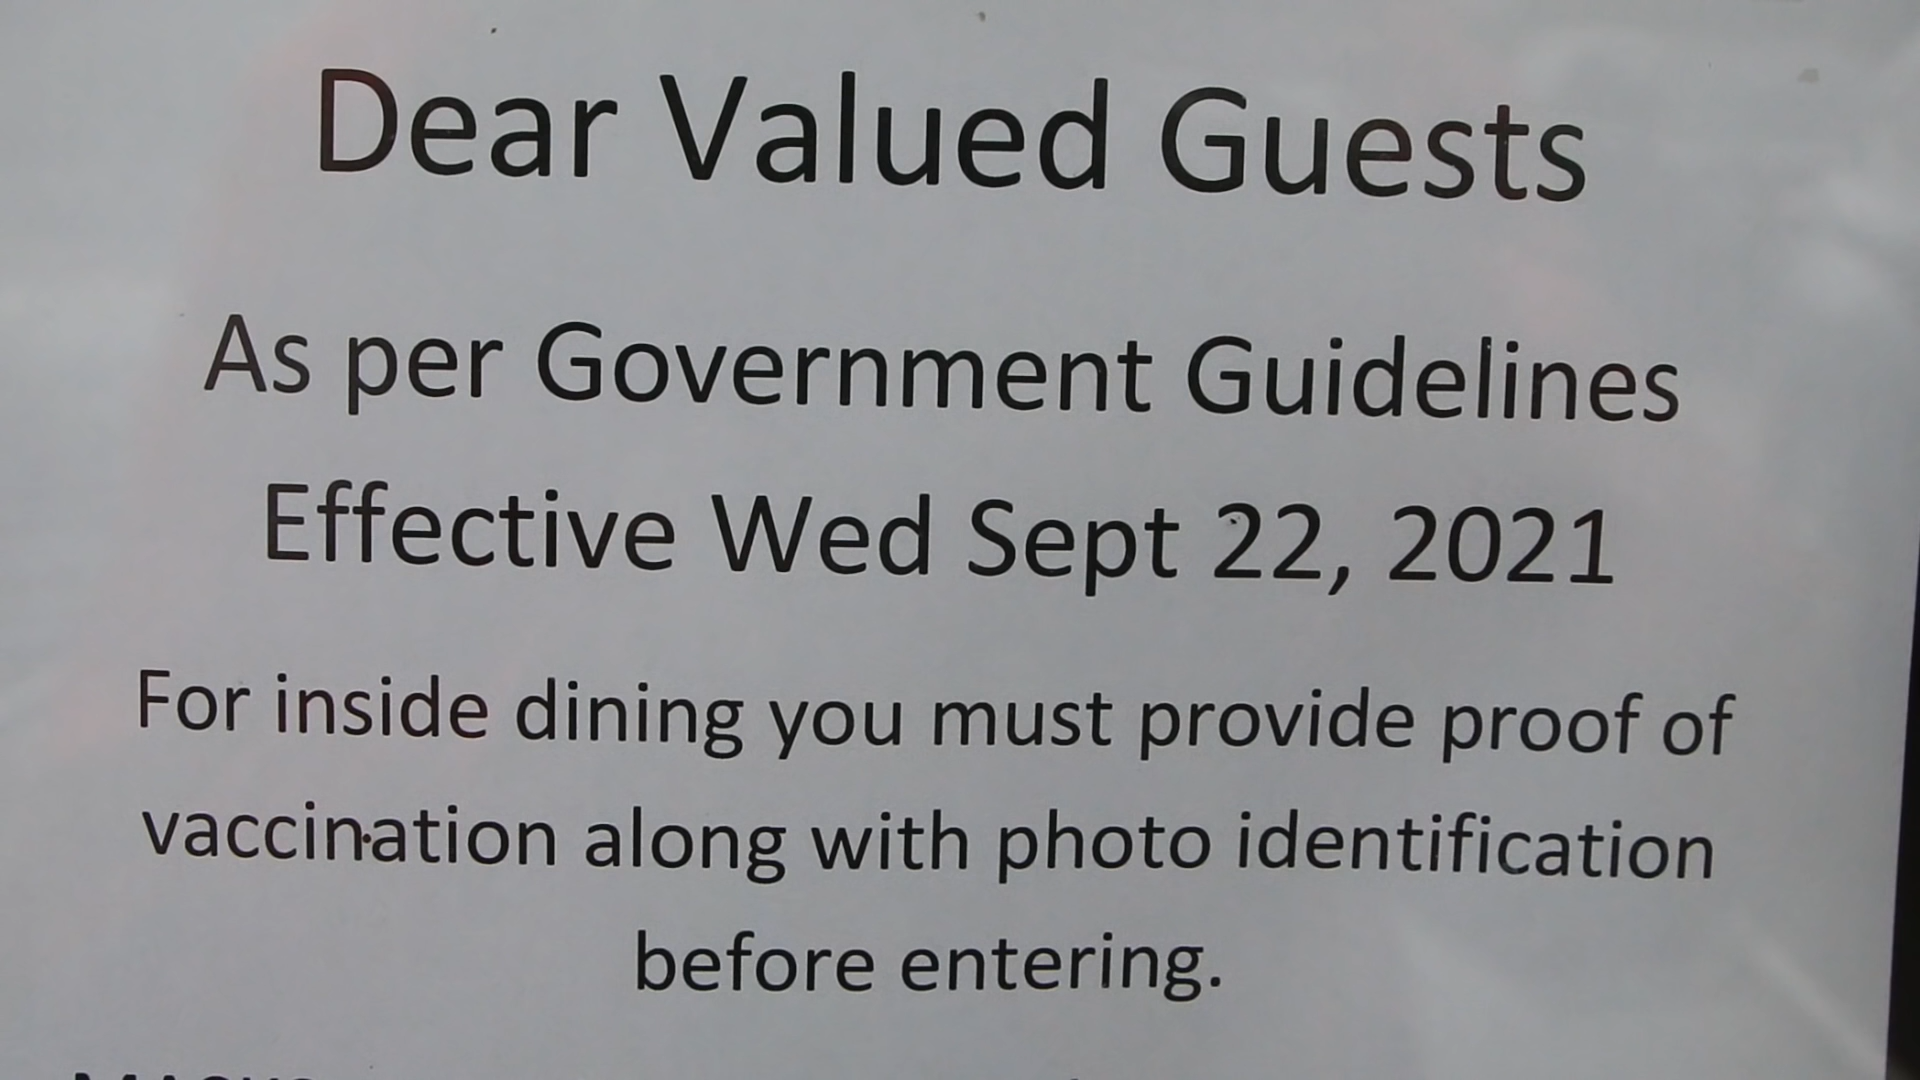 Dear Valued Guests
As per Government Guidelines
Effective Wed Sept 22, 2021
For inside dining you must provide proof of
vaccination along with photo identification
before entering.